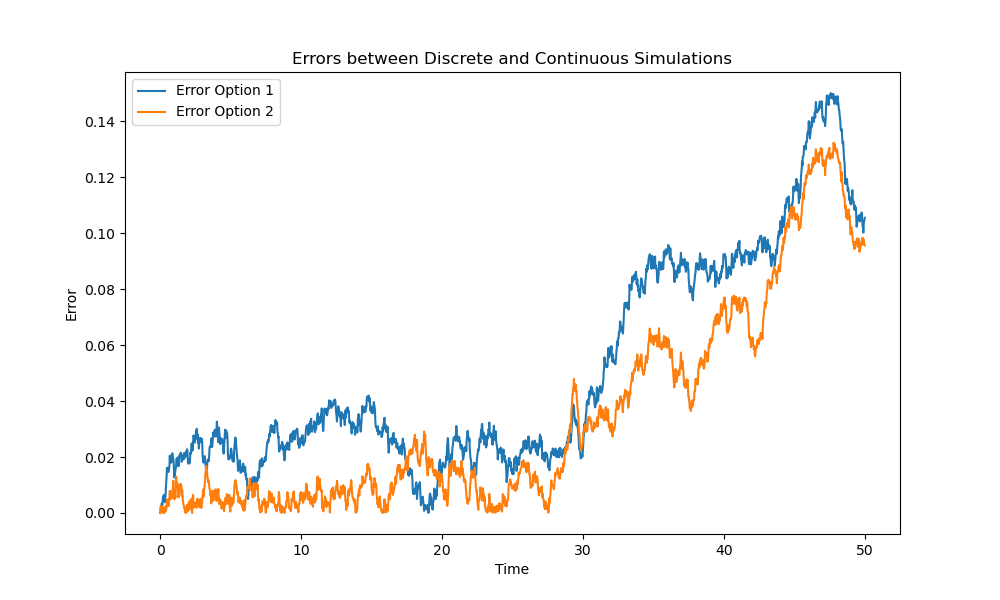 Errors between Discrete and Continuous Simulations
Error Option 1
Error Option 2
Error
0.14
0.12
0.10
0.08
0.06
0.04
0.02
0.00
0 10 20 30 40 50
Time